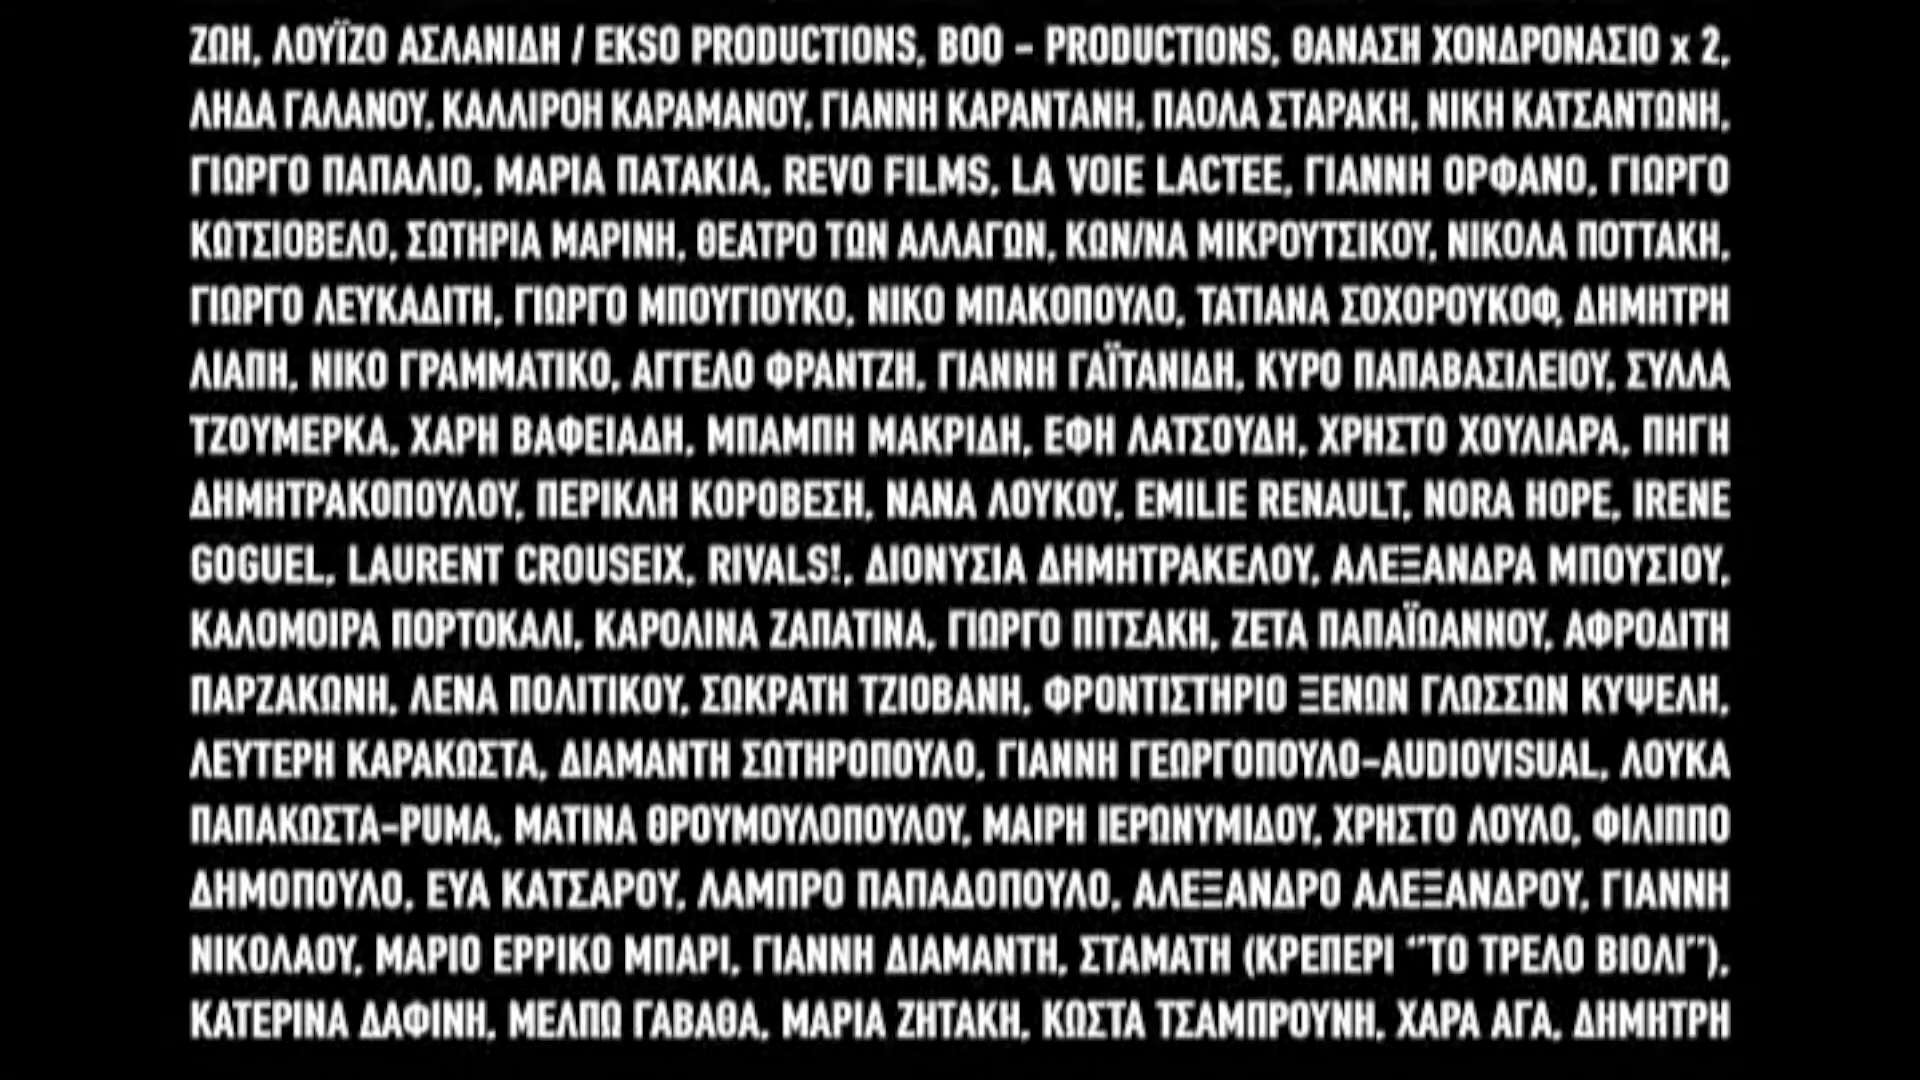 ΖΩΗ, ΛΟΥΪΖΟ ΑΣΛΑΝΙΔΗ / EKSO PRODUCTIONS, BOO – PRODUCTIONS, ΘΑΝΑΣΗ ΧΟΝΔΡΟΝΑΣΙΟ x 2,
ΛΗΔΑ ΓΑΛΑΝΟΥ, ΚΑΛΛΙΡΟΗ ΚΑΡΑΜΑΝΟΥ, ΓΙΑΝΝΗ ΚΑΡΑΝΤΑΝΗ, ΠΑΟΛΑ ΣΤΑΡΑΚΗ, ΝΙΚΗ ΚΑΤΣΑΝΤΩΝΗ,
ΓΙΩΡΓΟ ΠΑΠΑΛΙΟ, ΜΑΡΙΑ ΠΑΤΑΚΙΑ, REVO FILMS, LA VOIE LACTEE, ΓΙΑΝΝΗ ΟΡΦΑΝΟ, ΓΙΩΡΓΟ
ΚΩΤΣΙΟΒΕΛΟ, ΣΩΤΗΡΙΑ ΜΑΡΙΝΗ, ΘΕΑΤΡΟ ΤΩΝ ΑΛΛΑΓΩΝ, ΚΩΝ/ΝΑ ΜΙΚΡΟΥΤΣΙΚΟΥ, ΝΙΚΟΛΑ ΠΟΤΤΑΚΗ,
ΓΙΩΡΓΟ ΛΕΥΚΑΔΙΤΗ, ΓΙΩΡΓΟ ΜΠΟΥΓΙΟΥΚΟ, ΝΙΚΟ ΜΠΑΚΟΠΟΥΛΟ, ΤΑΤΙΑΝΑ ΣΟΧΟΡΟΥΚΟΦ, ΔΗΜΗΤΡΗ
ΛΙΑΠΗ, ΝΙΚΟ ΓΡΑΜΜΑΤΙΚΟ, ΑΓΓΕΛΟ ΦΡΑΝΤΖΗ, ΓΙΑΝΝΗ ΓΑΪΤΑΝΙΔΗ, ΚΥΡΟ ΠΑΠΑΒΑΣΙΛΕΙΟΥ, ΣΥΛΛΑ
ΤΖΟΥΜΕΡΚΑ, ΧΑΡΗ ΒΑΦΕΙΑΔΗ, ΜΠΑΜΠΗ ΜΑΚΡΙΔΗ, ΕΦΗ ΛΑΤΣΟΥΔΗ, ΧΡΗΣΤΟ ΧΟΥΛΙΑΡΑ, ΠΗΓΗ
ΔΗΜΗΤΡΑΚΟΠΟΥΛΟΥ, ΠΕΡΙΚΛΗ ΚΟΡΟΒΕΣΗ, ΝΑΝΑ ΛΟΥΚΟΥ, EMILIE RENAULT, NORA HOPE, IRENE
GOGUEL, LAURENT CROUSEIX, RIVALS!, ΔΙΟΝΥΣΙΑ ΔΗΜΗΤΡΑΚΕΛΟΥ, ΑΛΕΞΑΝΔΡΑ ΜΠΟΥΣΙΟΥ,
ΚΑΛΟΜΟΙΡΑ ΠΟΡΤΟΚΑΛΙ, ΚΑΡΟΛΙΝΑ ΖΑΠΑΤΙΝΑ, ΓΙΩΡΓΟ ΠΙΤΣΑΚΗ, ΖΕΤΑ ΠΑΠΑΪΩΑΝΝΟΥ, ΑΦΡΟΔΙΤΗ
ΠΑΡΖΑΚΩΝΗ, ΛΕΝΑ ΠΟΛΙΤΙΚΟΥ, ΣΩΚΡΑΤΗ ΤΖΙΟΒΑΝΗ, ΦΡΟΝΤΙΣΤΗΡΙΟ ΞΕΝΩΝ ΓΛΩΣΣΩΝ ΚΥΨΕΛΗ,
ΛΕΥΤΕΡΗ ΚΑΡΑΚΩΣΤΑ, ΔΙΑΜΑΝΤΗ ΣΩΤΗΡΟΠΟΥΛΟ, ΓΙΑΝΝΗ ΓΕΩΡΓΟΠΟΥΛΟ–AUDIOVISUAL, ΛΟΥΚΑ
ΠΑΠΑΚΩΣΤΑ–PUMA, ΜΑΤΙΝΑ ΘΡΟΥΜΟΥΛΟΠΟΥΛΟΥ, ΜΑΙΡΗ ΙΕΡΩΝΥΜΙΔΟΥ, ΧΡΗΣΤΟ ΛΟΥΛΟ, ΦΙΛΙΠΠΟ
ΔΗΜΟΠΟΥΛΟ, ΕΥΑ ΚΑΤΣΑΡΟΥ, ΛΑΜΠΡΟ ΠΑΠΑΔΟΠΟΥΛΟ, ΑΛΕΞΑΝΔΡΟ ΑΛΕΞΑΝΔΡΟΥ, ΓΙΑΝΝΗ
ΝΙΚΟΛΑΟΥ, ΜΑΡΙΟ ΕΡΡΙΚΟ ΜΠΑΡΙ, ΓΙΑΝΝΗ ΔΙΑΜΑΝΤΗ, ΣΤΑΜΑΤΗ (ΚΡΕΠΕΡΙ “ΤΟ ΤΡΕΛΟ ΒΙΟΛΙ”),
ΚΑΤΕΡΙΝΑ ΔΑΦΙΝΗ, ΜΕΛΠΩ ΓΑΒΑΘΑ, ΜΑΡΙΑ ΖΗΤΑΚΗ, ΚΩΣΤΑ ΤΣΑΜΠΡΟΥΝΗ, ΧΑΡΑ ΑΓΑ, ΔΗΜΗΤΡΗ